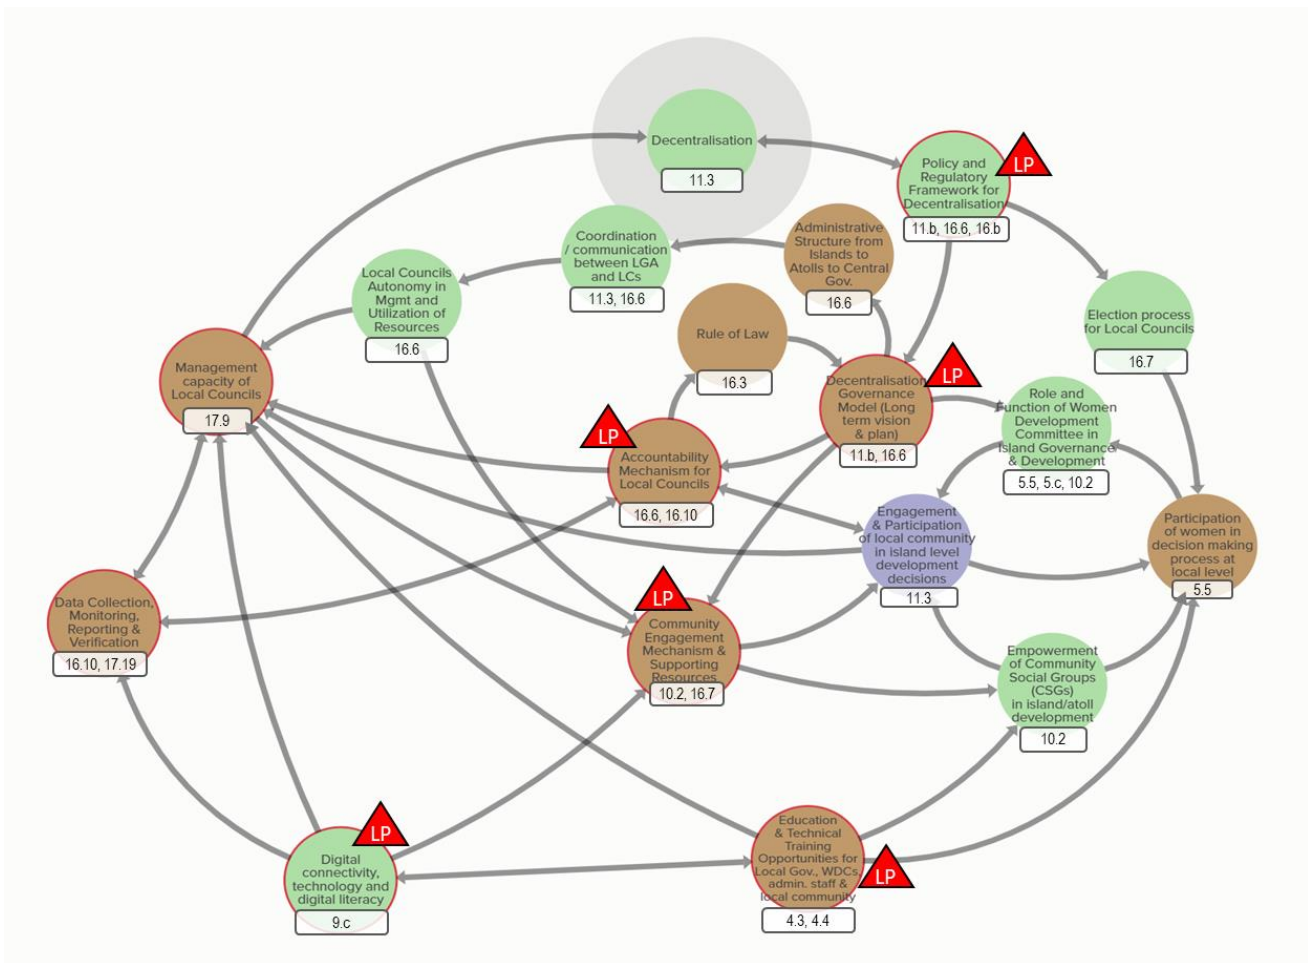 Decentralisation
11.3
LP
Policy and
Regulatory
Framework for
Decentralisation
11.b, 16.6, 16.b
Administrative
Structure from
Islands to
Atolls to Central
Gov.
16.6
Coordination
/ communication
between LGA
and LCs
11.3, 16.6
Local Councils
Autonomy in
Mgmt and
Utilization of
Resources
16.6
Election process
for Local Councils
16.7
Rule of Law
16.3
Management
capacity of
Local Councils
17.9
LP
Decentralisation
Governance
Model (Long
term vision
& plan)
11.b, 16.6
Role and
Function of Women
Development
Committee in
Island Governance
& Development
5.5, 5.c, 10.2
LP
Accountability
Mechanism for
Local Councils
16.6, 16.10
Engagement
& Participation
of local community
in island level
development
decisions
11.3
Participation
of women in
decision making
process at
local level
5.5
Data Collection,
Monitoring,
Reporting &
Verification
16.10, 17.19
LP
Community
Engagement
Mechanism &
Supporting
Resources
10.2, 16.7
Empowerment
of Community
Social Groups
(CSGs)
in island/atoll
development
10.2
LP
Digital
connectivity,
technology and
digital literacy
9.c
Education
& Technical
Training
Opportunities for
Local Gov., WDCs,
admin. staff &
local community
4.3, 4.4
LP